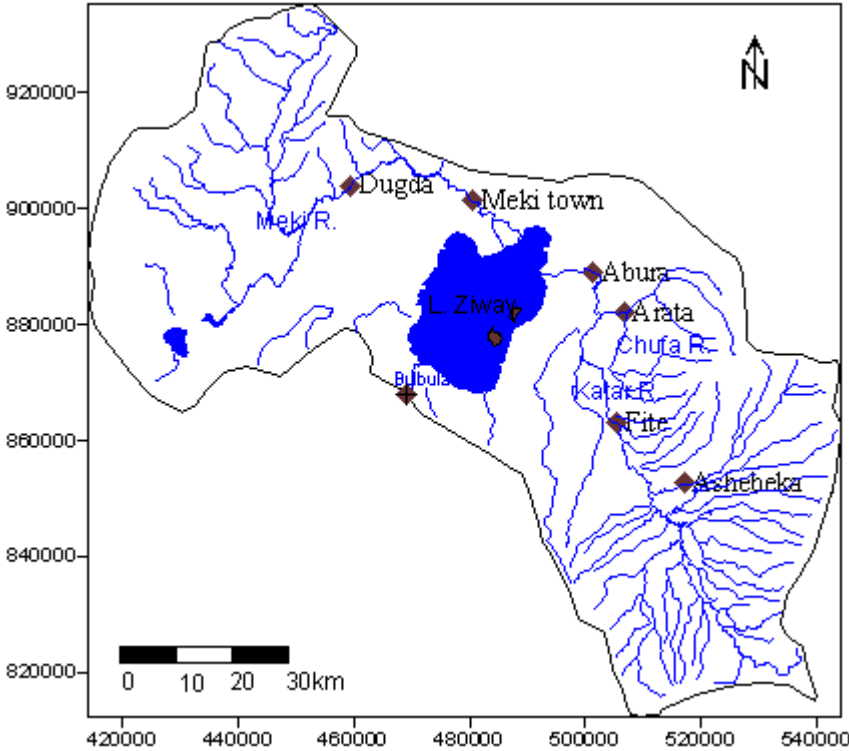 N
920000
Dugda
Meki town
900000
Meki R.
Abura
L. Ziway
Arata
880000
Chufa R.
Bulbula
Katar R.
Fite
860000
Ashebeka
840000
820000
0 10 20 30km
420000 440000 460000 480000 500000 520000 540000